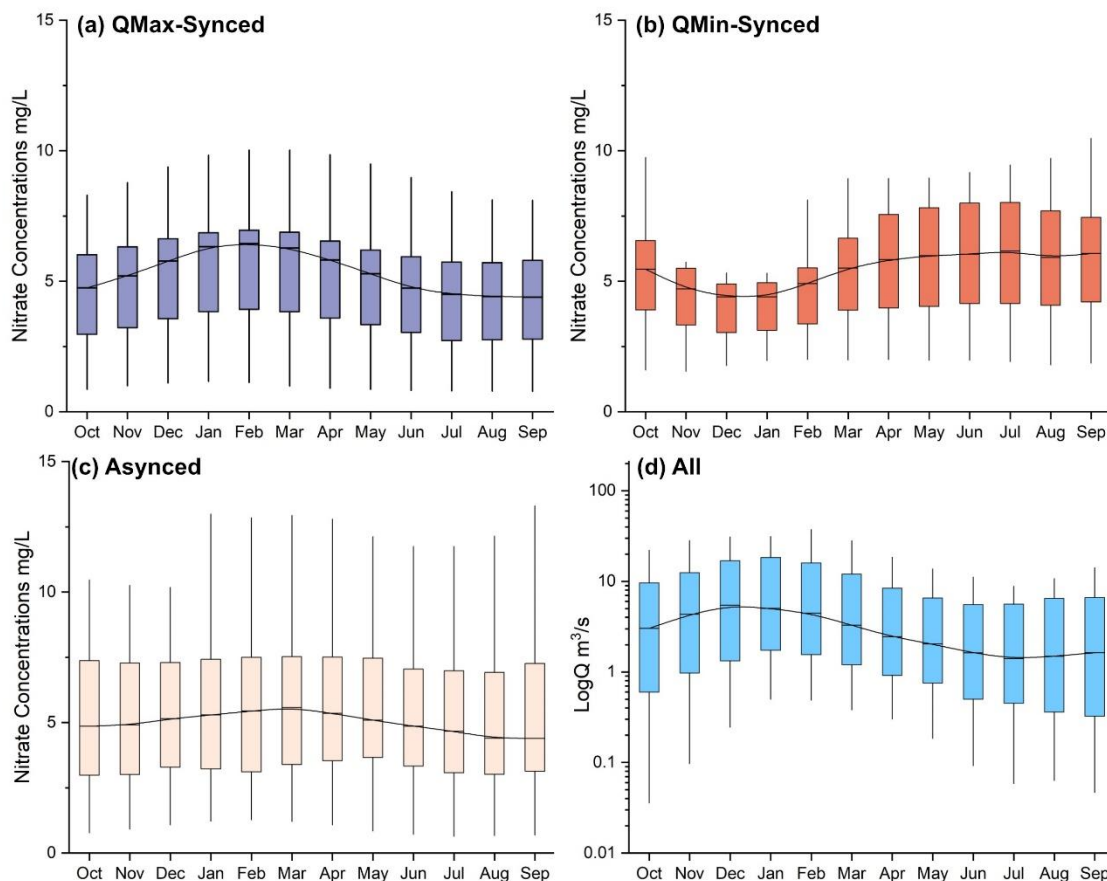 (a) QMax-Synced
Nitrate Concentrations mg/L
15
10
5
0
Oct Nov Dec Jan Feb Mar Apr May Jun Jul Aug Sep
(b) QMin-Synced
Nitrate Concentrations mg/L
15
10
5
0
Oct Nov Dec Jan Feb Mar Apr May Jun Jul Aug Sep
(c) Asynced
Nitrate Concentrations mg/L
15
10
5
0
Oct Nov Dec Jan Feb Mar Apr May Jun Jul Aug Sep
(d) All
LogQ m³/s
100
10
1
0.1
0.01
Oct Nov Dec Jan Feb Mar Apr May Jun Jul Aug Sep